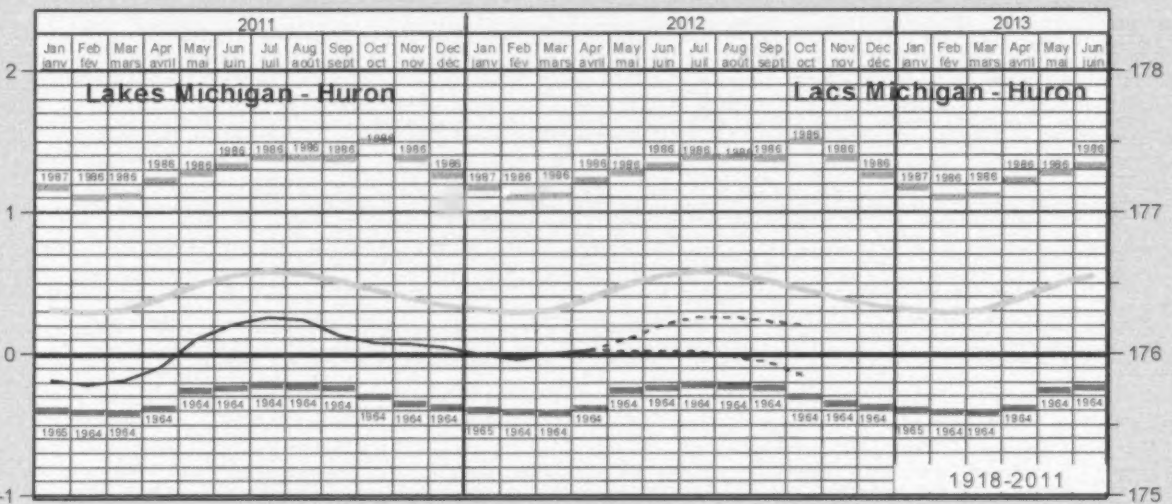 2011 2012 2013
Jan Feb Mar Apr May Jun Jul Aug Sep Oct Nov Dec Jan Feb Mar Apr May Jun Jul Aug Sep Oct Nov Dec Jan Feb Mar Apr May Jun
janv fév mars avril mai juin juil août sept oct nov déc janv fév mars avril mai juin juil août sept oct nov déc janv fév mars avril mai juin
2 178
Lakes Michigan - Huron Lacs Michigan - Huron
1987 1986 1986 1986 1986 1986 1986 1986 1986 1986 1986 1986 1987 1986 1986 1986 1986 1986 1986 1986 1986 1986 1986 1986 1987 1986 1986 1986 1986 1986
1 177
0 176
1965 1964 1964 1964 1964 1964 1964 1964 1964 1964 1964 1964 1965 1964 1964 1964 1964 1964 1964 1964 1964 1964 1964 1964 1965 1964 1964 1964 1964 1964
1918-2011
-1 175